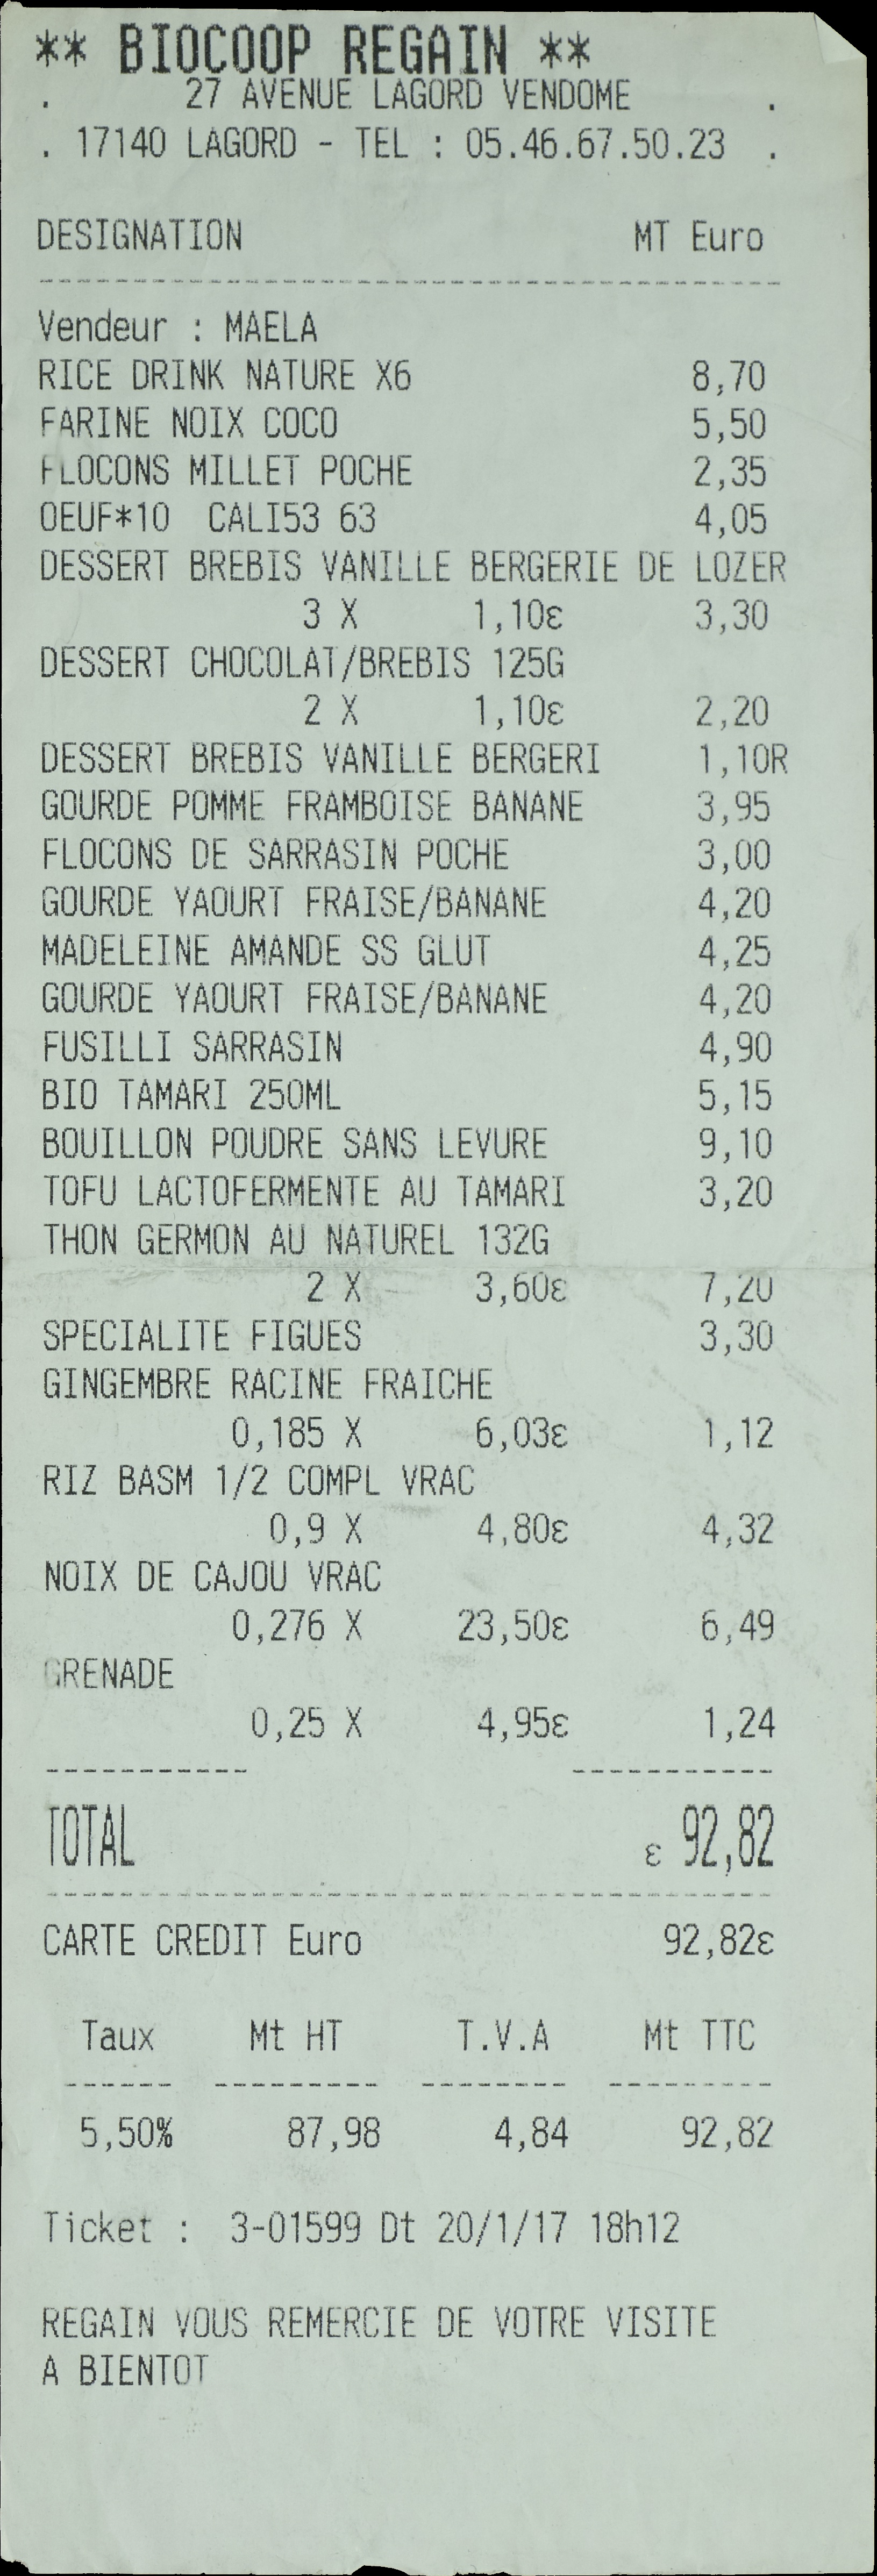 ** BIOCOOP REGAIN **
. 27 AVENUE LAGORD VENDOME .
. 17140 LAGORD - TEL : 05.46.67.50.23 .
DESIGNATION MT Euro
Vendeur : MAELA
RICE DRINK NATURE X6 8,70
FARINE NOIX COCO 5,50
FLOCONS MILLET POCHE 2,35
OEUF*10 CALI53 63 4,05
DESSERT BREBIS VANILLE BERGERIE DE LOZER
3 X 1,10ε 3,30
DESSERT CHOCOLAT/BREBIS 125G
2 X 1,10ε 2,20
DESSERT BREBIS VANILLE BERGERI 1,10R
GOURDE POMME FRAMBOISE BANANE 3,95
FLOCONS DE SARRASIN POCHE 3,00
GOURDE YAOURT FRAISE/BANANE 4,20
MADELEINE AMANDE SS GLUT 4,25
GOURDE YAOURT FRAISE/BANANE 4,20
FUSILLI SARRASIN 4,90
BIO TAMARI 250ML 5,15
BOUILLON POUDRE SANS LEVURE 9,10
TOFU LACTOFERMENTE AU TAMARI 3,20
THON GERMON AU NATUREL 132G
2 X 3,60ε 7,20
SPECIALITE FIGUES 3,30
GINGEMBRE RACINE FRAICHE
0,185 X 6,03ε 1,12
RIZ BASM 1/2 COMPL VRAC
0,9 X 4,80ε 4,32
NOIX DE CAJOU VRAC
0,276 X 23,50ε 6,49
GRENADE
0,25 X 4,95ε 1,24
TOTAL ε 92,82
CARTE CREDIT Euro 92,82ε
Taux Mt HT T.V.A Mt TTC
5,50% 87,98 4,84 92,82
Ticket : 3-01599 Dt 20/1/17 18h12
REGAIN VOUS REMERCIE DE VOTRE VISITE
A BIENTOT